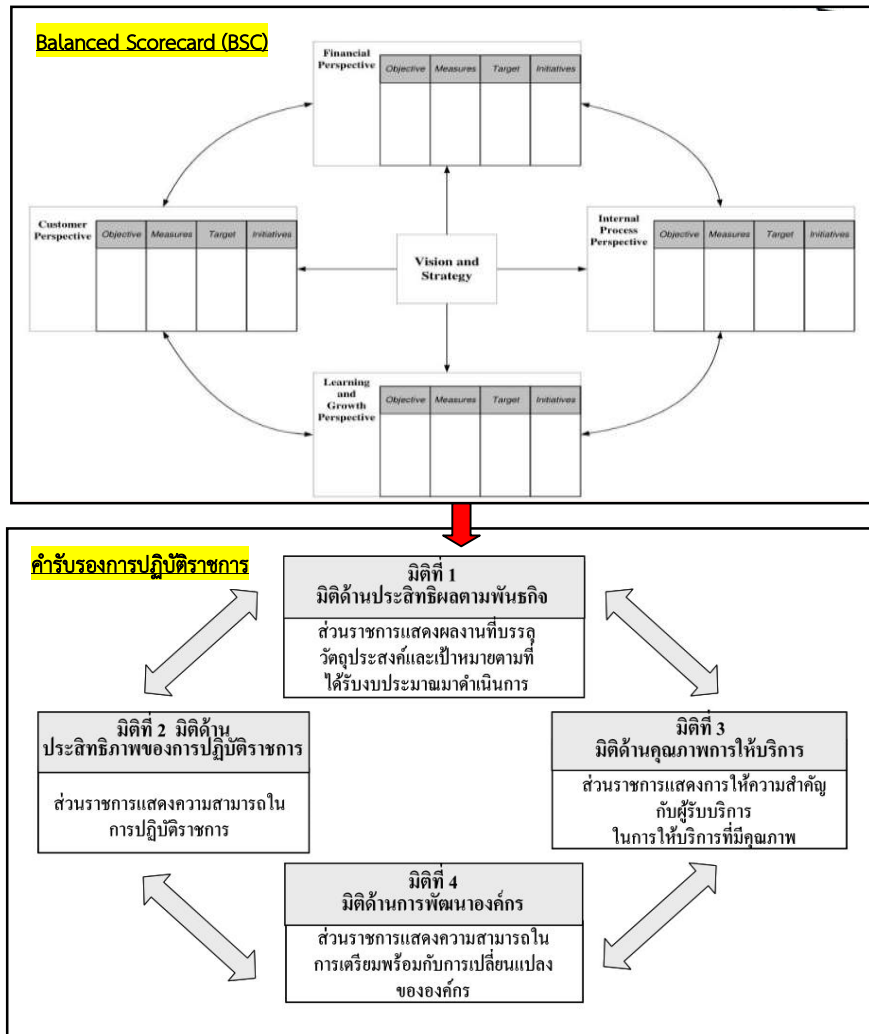 Balanced Scorecard (BSC)
Financial
Perspective
Objective Measures Target Initiatives
Customer
Perspective
Objective Measures Target Initiatives
Vision and
Strategy
Internal
Process
Perspective
Objective Measures Target Initiatives
Learning
and
Growth
Perspective
Objective Measures Target Initiatives
คำรับรองการปฏิบัติราชการ
มิติที่ 1
มิติด้านประสิทธิผลตามพันธกิจ
ส่วนราชการแสดงผลงานที่บรรลุ
วัตถุประสงค์และเป้าหมายตามที่
ได้รับงบประมาณมาดำเนินการ
มิติที่ 2 มิติด้าน
ประสิทธิภาพของการปฏิบัติราชการ
ส่วนราชการแสดงความสามารถใน
การปฏิบัติราชการ
มิติที่ 3
มิติด้านคุณภาพการให้บริการ
ส่วนราชการแสดงการให้ความสำคัญ
กับผู้รับบริการ
ในการให้บริการที่มีคุณภาพ
มิติที่ 4
มิติด้านการพัฒนาองค์กร
ส่วนราชการแสดงความสามารถใน
การเตรียมพร้อมกับการเปลี่ยนแปลง
ขององค์กร